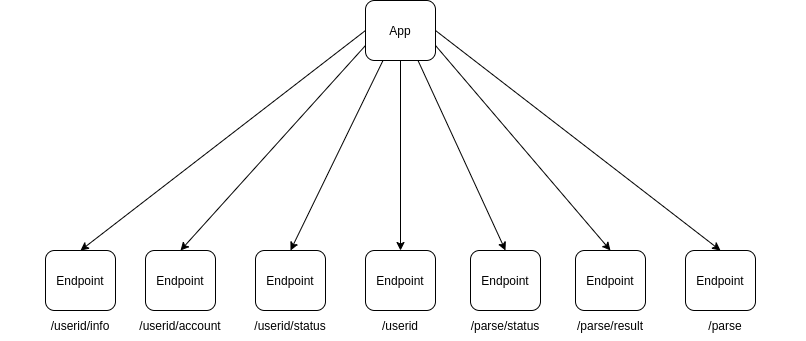 App
Endpoint
Endpoint
Endpoint
Endpoint
Endpoint
Endpoint
Endpoint
/userid/info
/userid/account
/userid/status
/userid
/parse/status
/parse/result
/parse